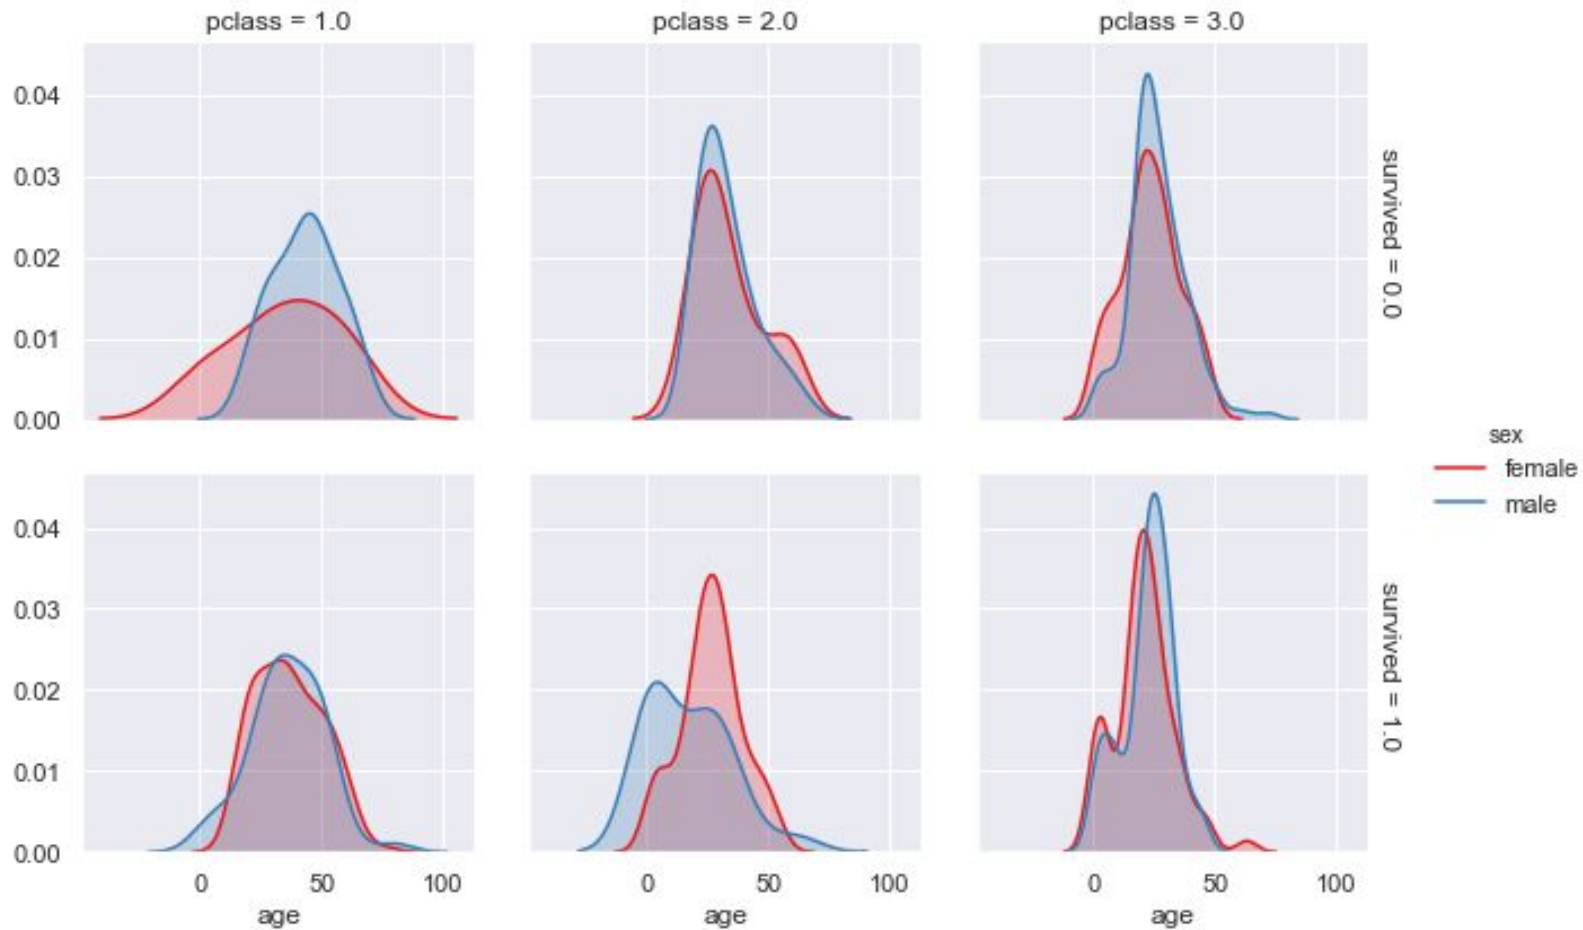 pclass = 1.0
pclass = 2.0
pclass = 3.0
0.04
0.03
0.02
0.01
0.00
survived = 0.0
sex
female
male
0.04
0.03
0.02
0.01
0.00
survived = 1.0
0 50 100
age
0 50 100
age
0 50 100
age